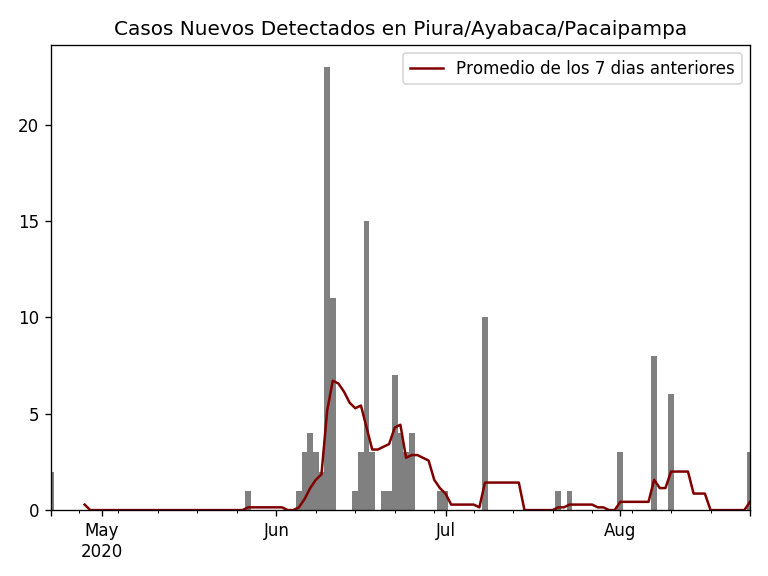 Casos Nuevos Detectados en Piura/Ayabaca/Pacaipampa
Promedio de los 7 dias anteriores
20
15
10
5
0
May
Jun
Jul
Aug
2020